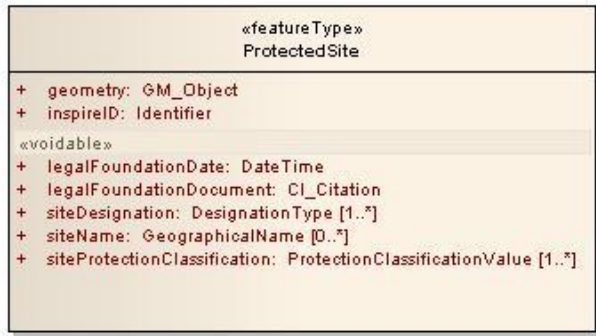 «featureType»
ProtectedSite
+ geometry: GM_Object
+ inspireID: Identifier
«voidable»
+ legalFoundationDate: DateTime
+ legalFoundationDocument: CI_Citation
+ siteDesignation: DesignationType [1..*]
+ siteName: GeographicalName [0..*]
+ siteProtectionClassification: ProtectionClassificationValue [1..*]